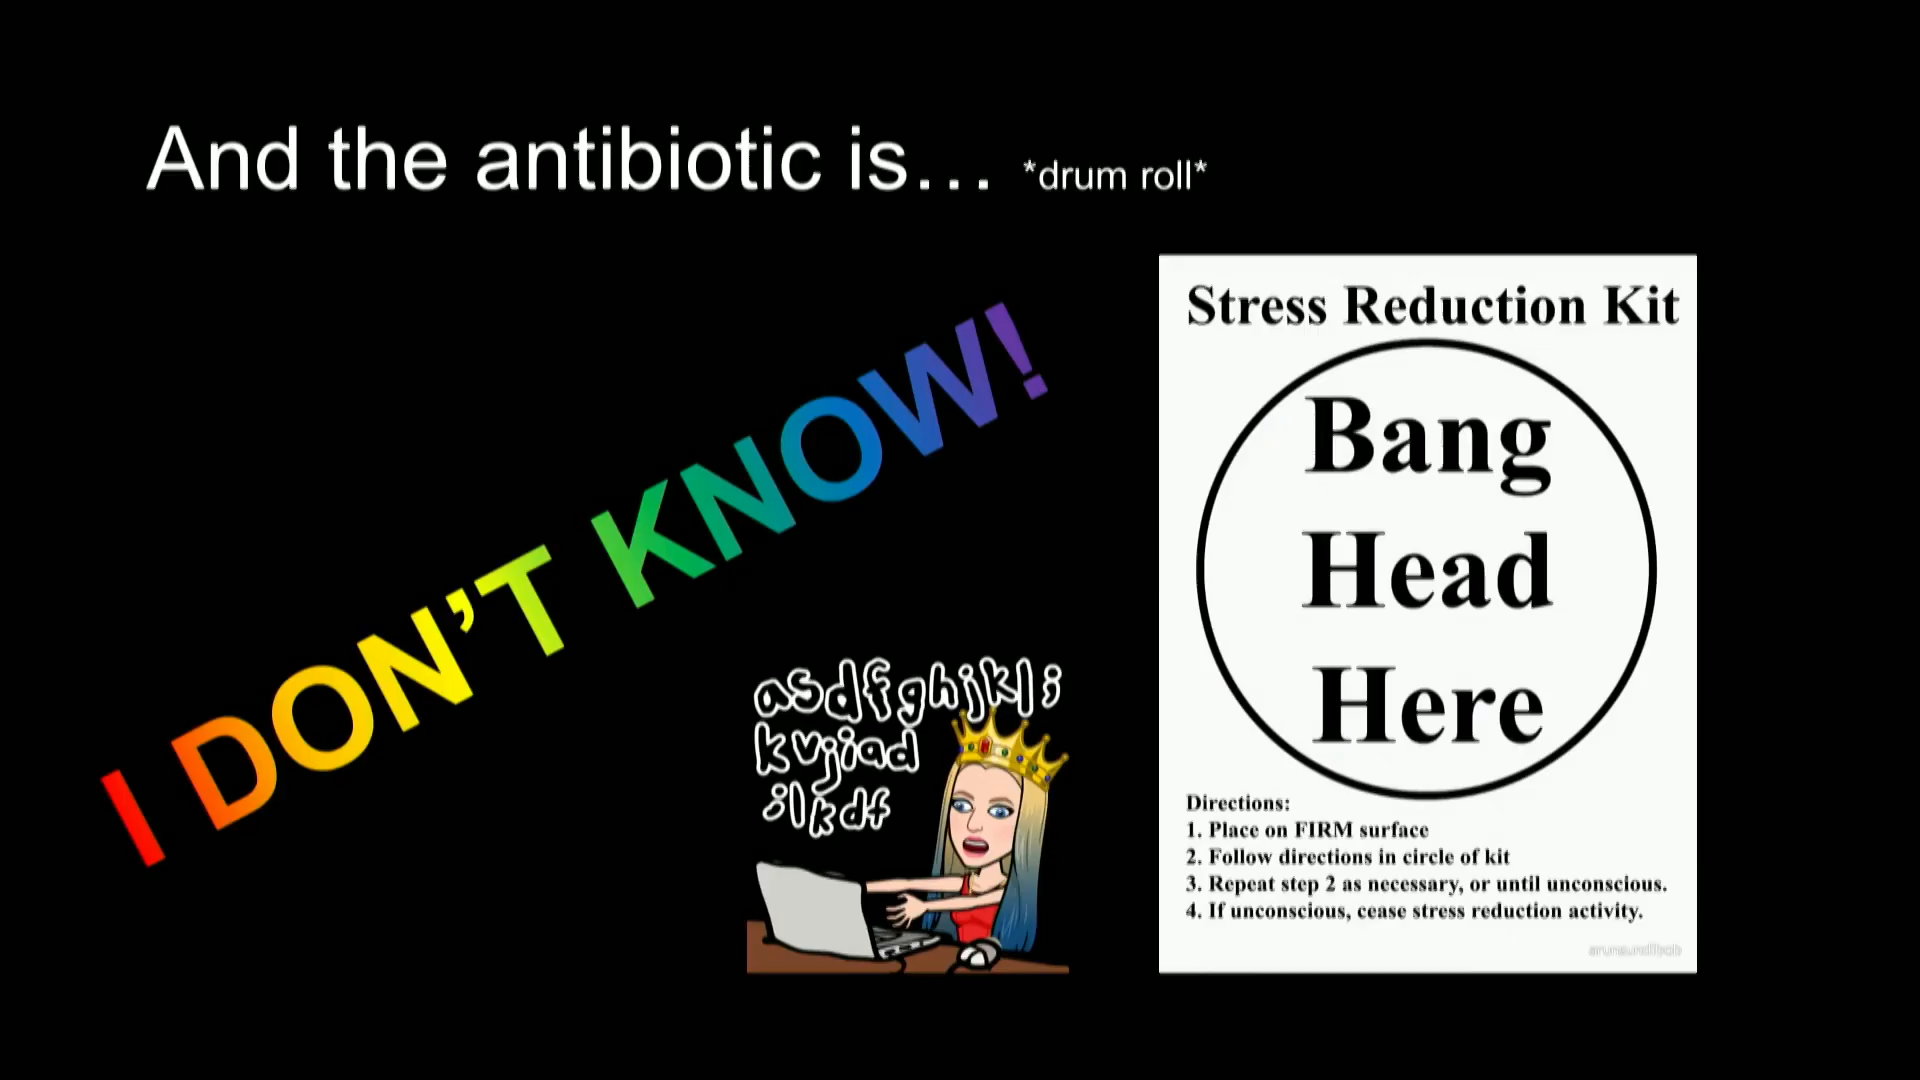 And the antibiotic is… *drum roll*
I DON’T KNOW!
asdfghjkl;
kvjiad
;lkdf
Stress Reduction Kit
Bang
Head
Here
Directions:
1. Place on FIRM surface
2. Follow directions in circle of kit
3. Repeat step 2 as necessary, or until unconscious.
4. If unconscious, cease stress reduction activity.